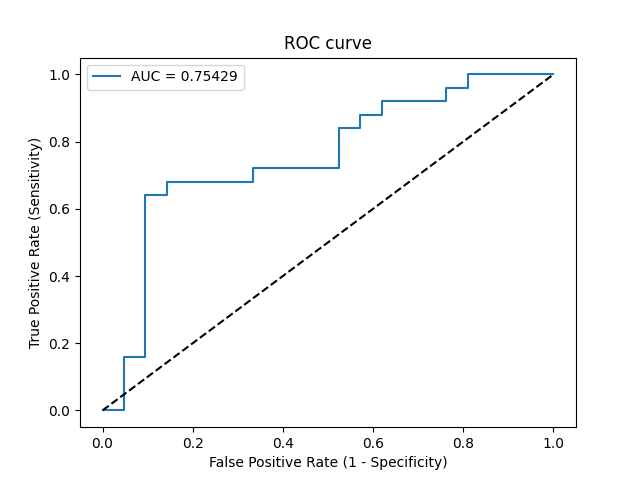 ROC curve
AUC = 0.75429
True Positive Rate (Sensitivity)
1.0
0.8
0.6
0.4
0.2
0.0
0.0 0.2 0.4 0.6 0.8 1.0
False Positive Rate (1 - Specificity)